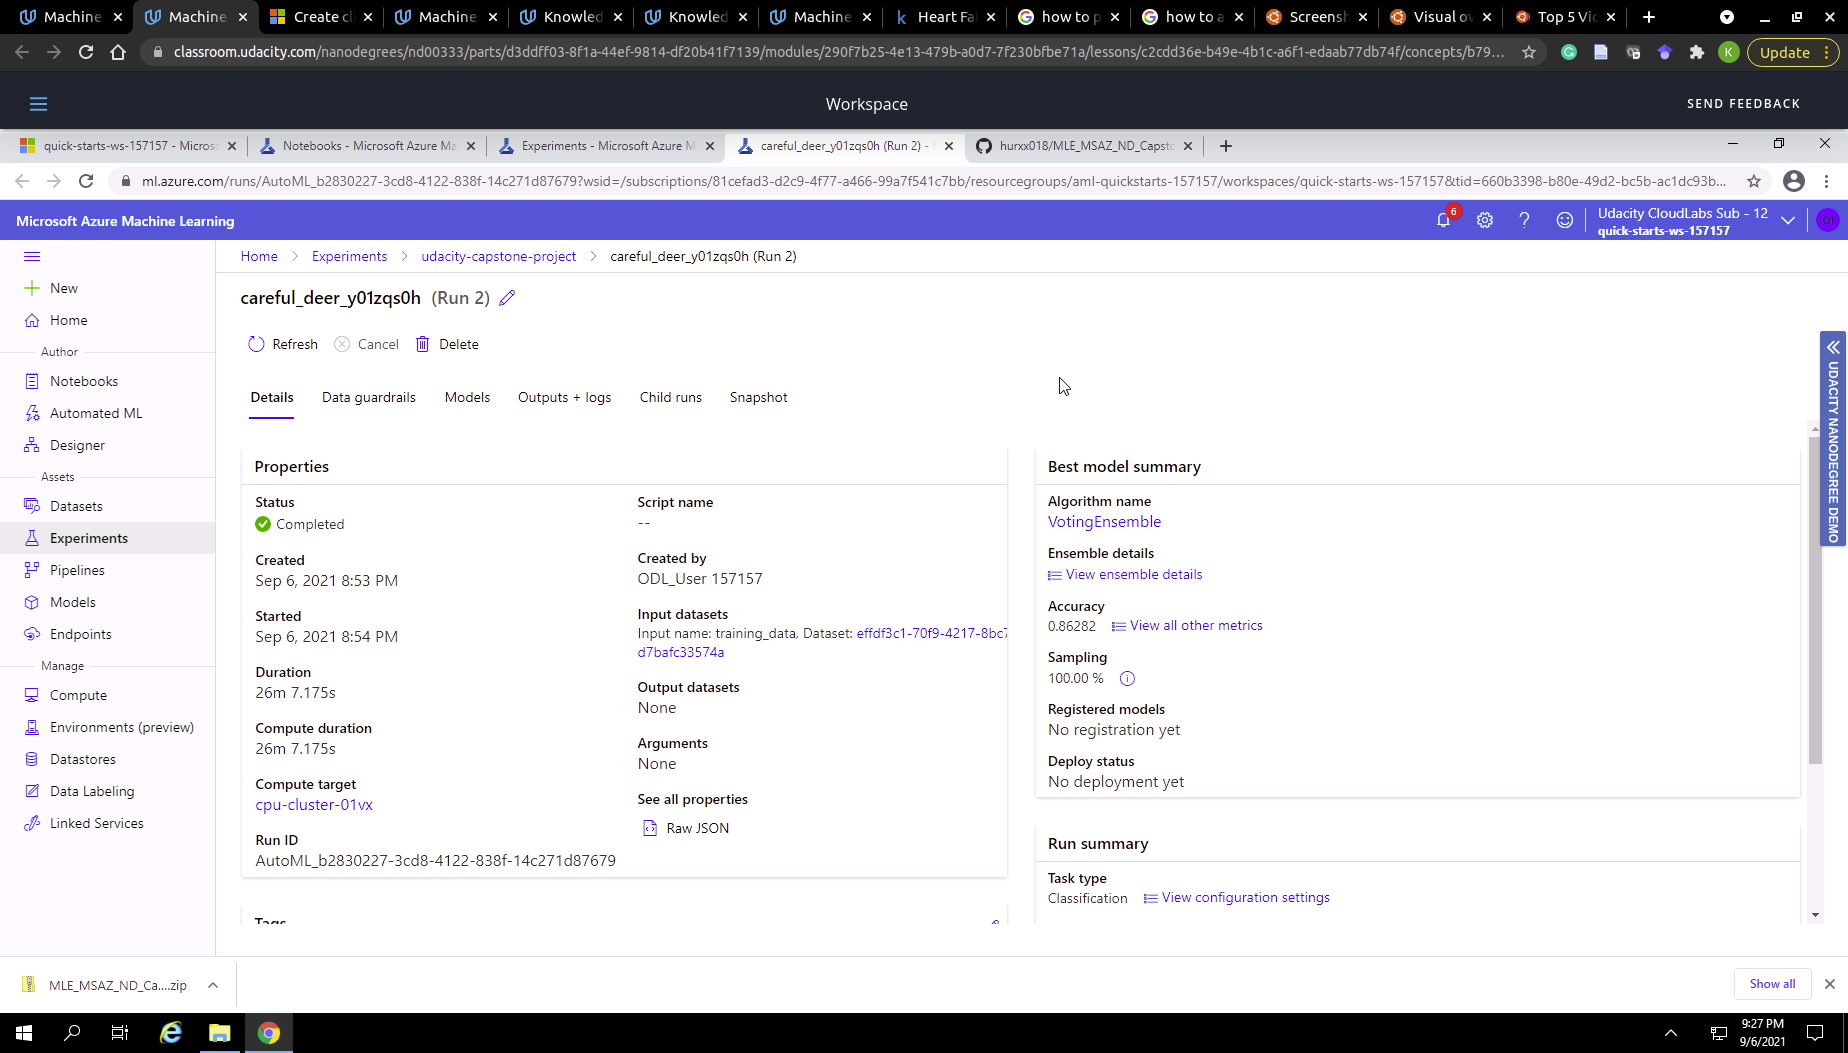 Machine
Machine
Create cl
Machine
Knowled
Knowled
Machine
Heart Fai
how to p
how to a
Screensh
Visual ov
Top 5 Vid
classroom.udacity.com/nanodegrees/nd00333/parts/d3ddff03-8f1a-44ef-9814-df20b41f7139/modules/290f7b25-4e13-479b-a0d7-7f230bfbe71a/lessons/c2cdd36e-b49e-4b1c-a6f1-edaab77db74f/concepts/b79...
K
Update
Workspace
SEND FEEDBACK
quick-starts-ws-157157 - Micros
Notebooks - Microsoft Azure Ma
Experiments - Microsoft Azure M
careful_deer_y01zqs0h (Run 2) -
hurxx018/MLE_MSAZ_ND_Capst
ml.azure.com/runs/AutoML_b2830227-3cd8-4122-838f-14c271d87679?wsid=/subscriptions/81cefad3-d2c9-4f77-a466-99a7f541c7bb/resourcegroups/aml-quickstarts-157157/workspaces/quick-starts-ws-157157&tid=660b3398-b80e-49d2-bc5b-ac1dc93b...
Microsoft Azure Machine Learning
6
Udacity CloudLabs Sub - 12
quick-starts-ws-157157
Home
Experiments
udacity-capstone-project
careful_deer_y01zqs0h (Run 2)
New
Home
Author
Notebooks
Automated ML
Designer
Assets
Datasets
Experiments
Pipelines
Models
Endpoints
Manage
Compute
Environments (preview)
Datastores
Data Labeling
Linked Services
careful_deer_y01zqs0h (Run 2)
Refresh
Cancel
Delete
Details
Data guardrails
Models
Outputs + logs
Child runs
Snapshot
Properties
Status
Completed
Created
Sep 6, 2021 8:53 PM
Started
Sep 6, 2021 8:54 PM
Duration
26m 7.175s
Compute duration
26m 7.175s
Compute target
cpu-cluster-01vx
Run ID
AutoML_b2830227-3cd8-4122-838f-14c271d87679
Script name
--
Created by
ODL_User 157157
Input datasets
Input name: training_data, Dataset: effdf3c1-70f9-4217-8bc7
d7bafc33574a
Output datasets
None
Arguments
None
See all properties
Raw JSON
Tags
Best model summary
Algorithm name
VotingEnsemble
Ensemble details
View ensemble details
Accuracy
0.86282
View all other metrics
Sampling
100.00 %
Registered models
No registration yet
Deploy status
No deployment yet
Run summary
Task type
Classification
View configuration settings
UDACITY NANODEGREE DEMO
MLE_MSAZ_ND_Ca....zip
Show all
9:27 PM
9/6/2021